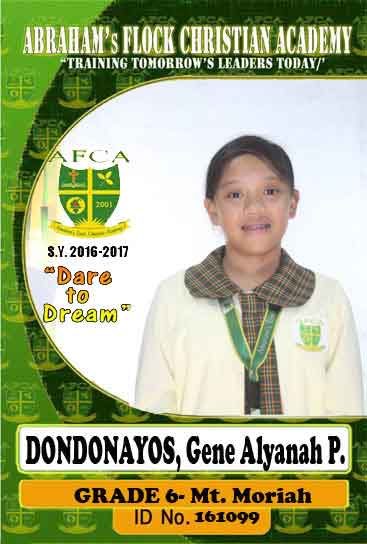 ABRAHAM's FLOCK CHRISTIAN ACADEMY
“TRAINING TOMORROW'S LEADERS TODAY/'
AFCA
2001
S.Y. 2016-2017
“Dare
to
Dream”
DONDONAYOS, Gene Alyanah P.
GRADE 6- Mt. Moriah
ID No. 161099